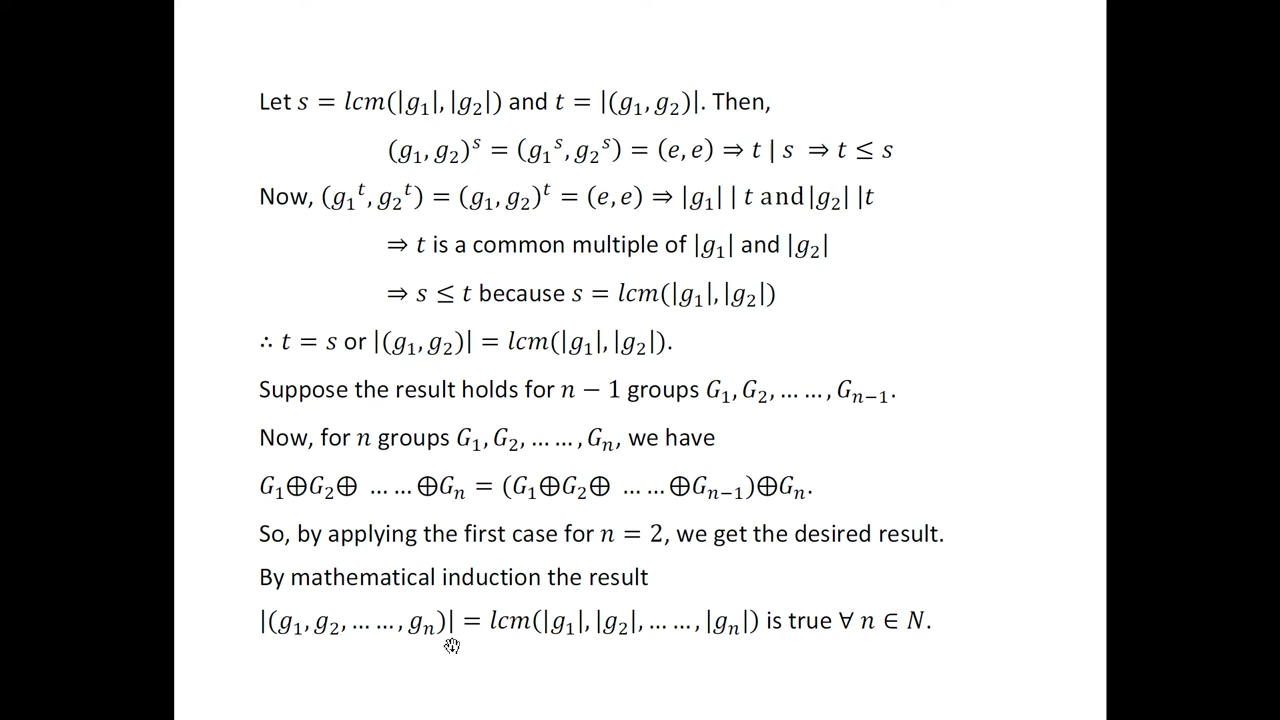 Let s = lcm(|g₁|, |g₂|) and t = |(g₁, g₂)|. Then,
(g₁, g₂)ˢ = (g₁ˢ, g₂ˢ) = (e, e) ⇒ t | s ⇒ t ≤ s
Now, (g₁ᵗ, g₂ᵗ) = (g₁, g₂)ᵗ = (e, e) ⇒ |g₁| | t and |g₂| |t
⇒ t is a common multiple of |g₁| and |g₂|
⇒ s ≤ t because s = lcm(|g₁|, |g₂|)
∴ t = s or |(g₁, g₂)| = lcm(|g₁|, |g₂|).
Suppose the result holds for n − 1 groups G₁, G₂, … …, Gₙ₋₁.
Now, for n groups G₁, G₂, … …, Gₙ, we have
G₁⊕G₂⊕ … … ⊕Gₙ = (G₁⊕G₂⊕ … … ⊕Gₙ₋₁)⊕Gₙ.
So, by applying the first case for n = 2, we get the desired result.
By mathematical induction the result
|(g₁, g₂, … …, gₙ)| = lcm(|g₁|, |g₂|, … …, |gₙ|) is true ∀ n ∈ N.